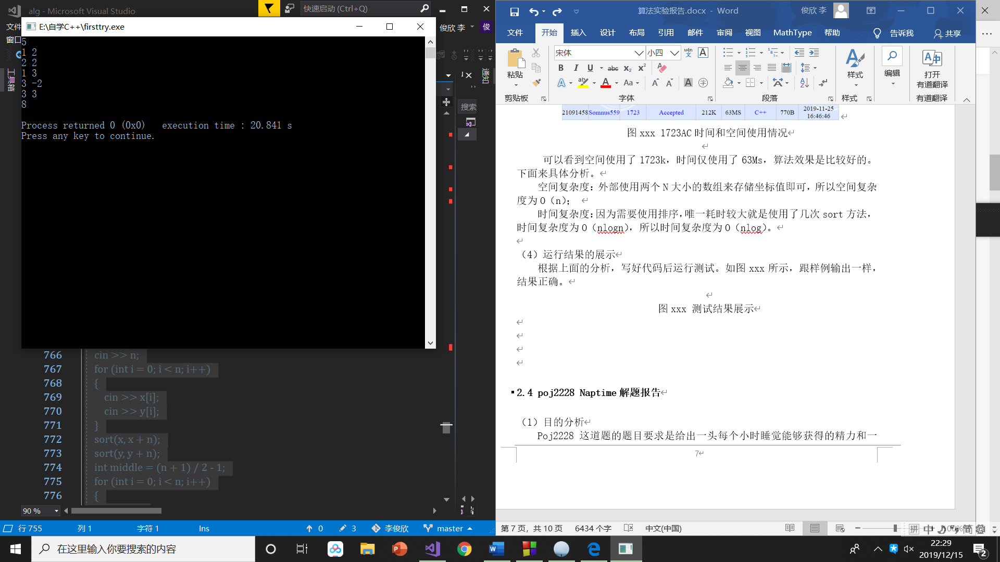 alg - Microsoft Visual Studio
快速启动 (Ctrl+Q)
文件
俊欣 李
俊
窗口
工具箱
通知
搜索
E:\自学C++\firsttry.exe
5
1 2
2 2
1 3
3 -2
3 3
8
Process returned 0 (0x0)   execution time : 20.841 s
Press any key to continue.
766 cin >> n;
767 for (int i = 0; i < n; i++)
768 {
769 cin >> x[i];
770 cin >> y[i];
771 }
772 sort(x, x + n);
773 sort(y, y + n);
774 int middle = (n + 1) / 2 - 1;
775 for (int i = 0; i < n; i++)
776 {
90 %
行 755 列 1 字符 1 Ins 0 3 李俊欣 master
算法实验报告.docx - Word 俊欣 李
文件 开始 插入 设计 布局 引用 邮件 审阅 视图 MathType 帮助 告诉我 共享
宋体 小四 wén 文 A
粘贴 B I U abc x₂ x² 样式 编辑 打开
有道翻译
A ab A Aa A A A 字
剪贴板 字体 段落 样式 有道翻译
21091458 Somnus559 1723 Accepted 212K 63MS C++ 770B 2019-11-25
16:46:46
图 xxx 1723AC 时间和空间使用情况
可以看到空间使用了 1723k，时间仅使用了 63Ms，算法效果是比较好的。
下面来具体分析。
空间复杂度：外部使用两个 N 大小的数组来存储坐标值即可，所以空间复杂
度为 O（n）；
时间复杂度：因为需要使用排序，唯一耗时较大就是使用了几次 sort 方法，
时间复杂度为 O（nlogn），所以时间复杂度为 O（nlog）。
（4）运行结果的展示
根据上面的分析，写好代码后运行测试。如图 xxx 所示，跟样例输出一样，
结果正确。
图 xxx 测试结果展示
2.4 poj2228 Naptime 解题报告
（1）目的分析
Poj2228 这道题的题目要求是给出一头每个小时睡觉能够获得的精力和一
7
第 7 页，共 10 页 6434 个字 中文(中国) 100%
拼 中 简
在这里输入你要搜索的内容
22:29
2019/12/15
2